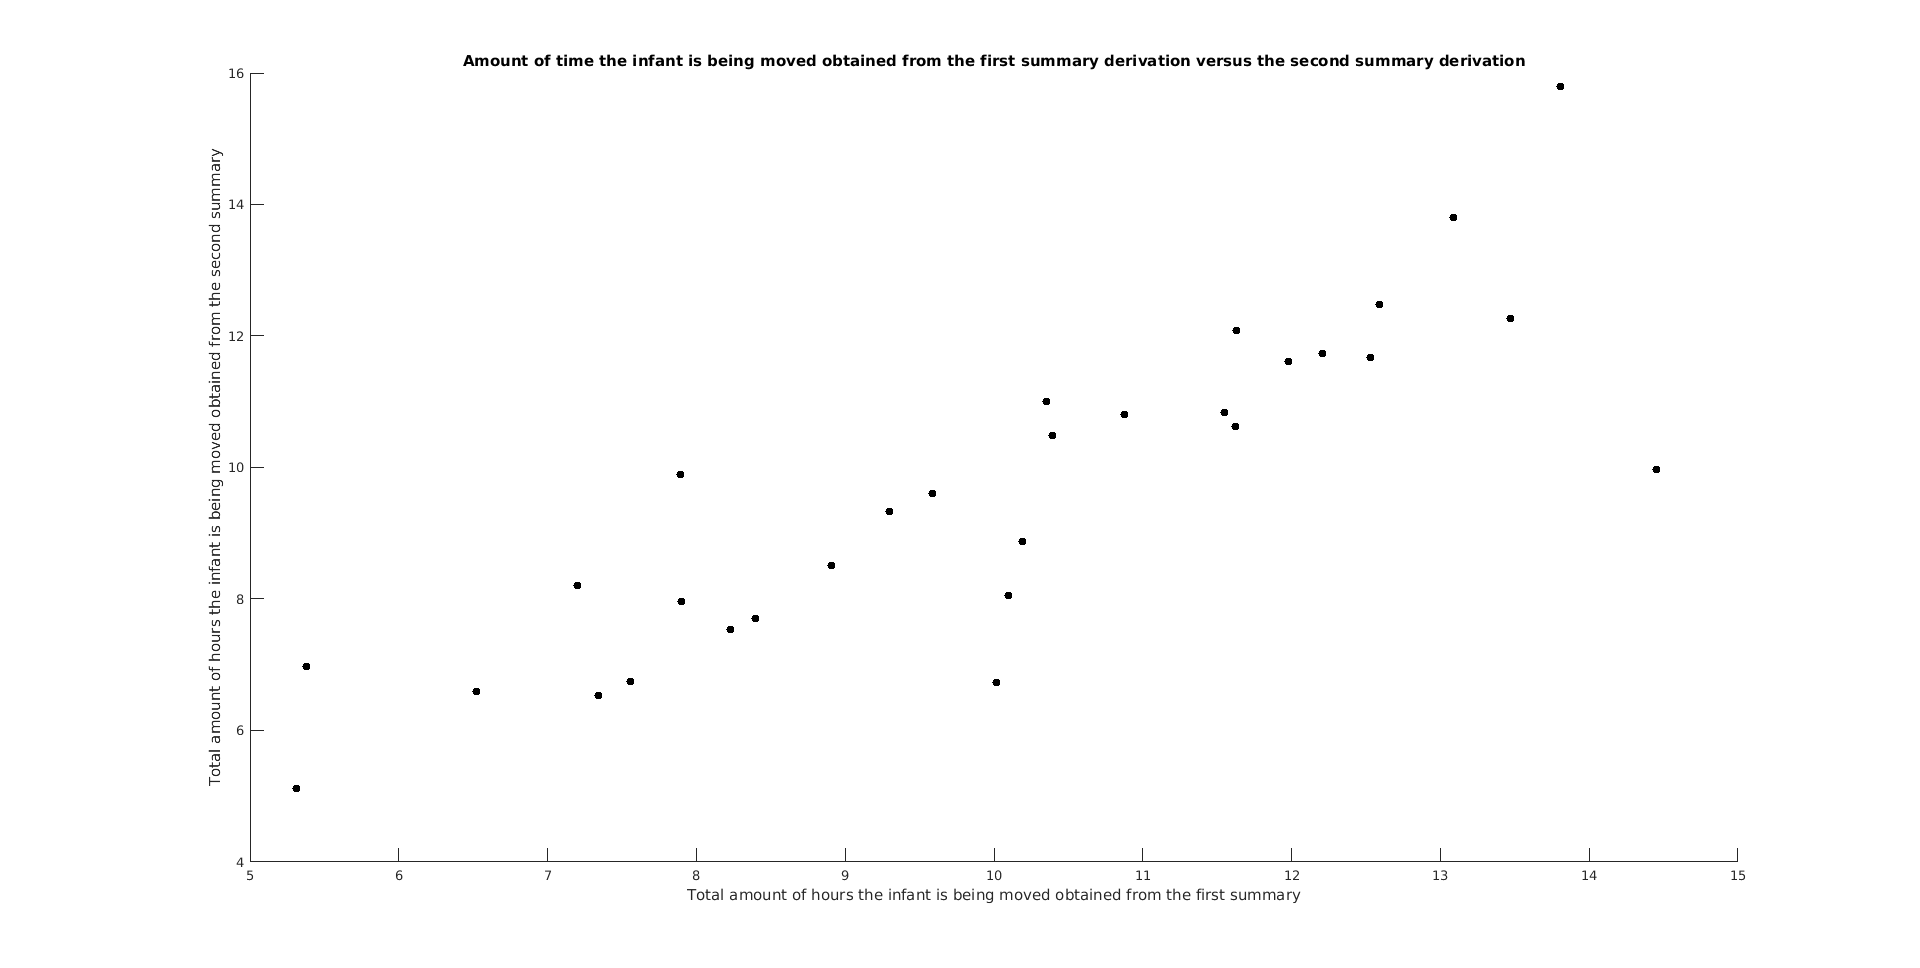 Amount of time the infant is being moved obtained from the first summary derivation versus the second summary derivation
16
14
12
10
8
6
4
Total amount of hours the infant is being moved obtained from the second summary
5 6 7 8 9 10 11 12 13 14 15
Total amount of hours the infant is being moved obtained from the first summary